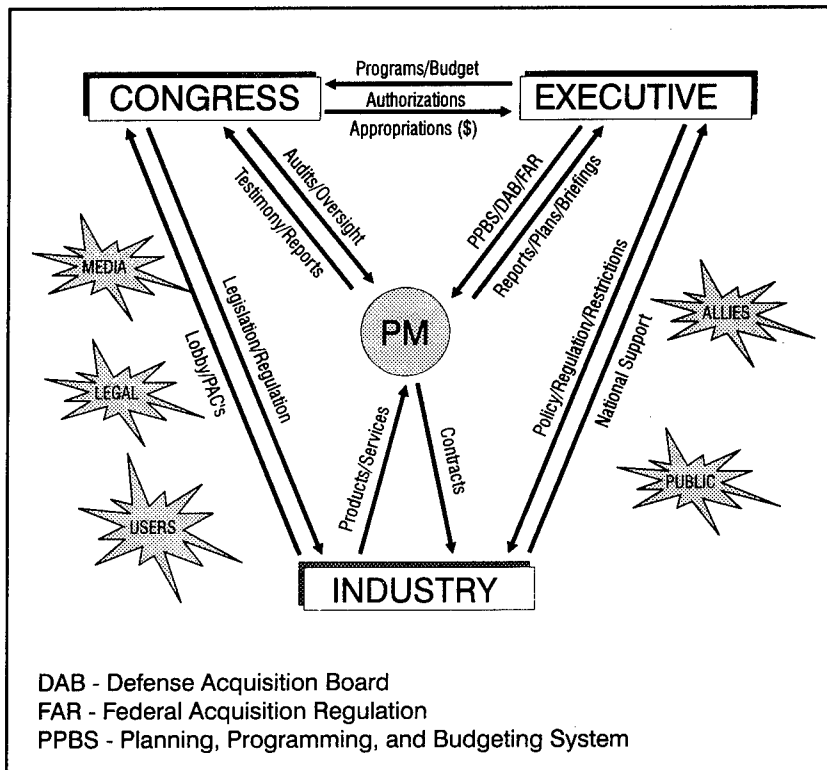 Programs/Budget
CONGRESS
Authorizations
EXECUTIVE
Appropriations ($)
Audits/Oversight
Testimony/Reports
PPBS/DAB/FAR
Reports/Plans/Briefings
MEDIA
LEGAL
USERS
Legislation/Regulation
Lobby/PAC's
PM
Policy/Regulation/Restrictions
National Support
ALLIES
PUBLIC
Products/Services
Contracts
INDUSTRY
DAB - Defense Acquisition Board
FAR - Federal Acquisition Regulation
PPBS - Planning, Programming, and Budgeting System